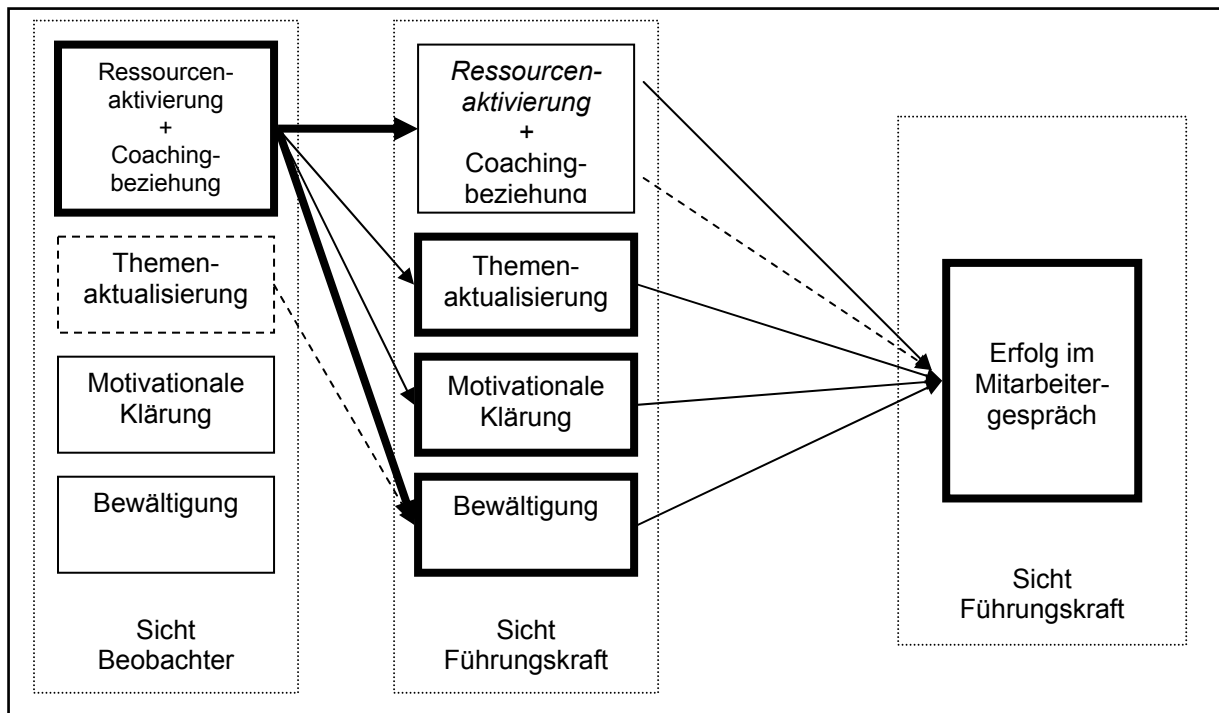 Ressourcen-
aktivierung
+
Coaching-
beziehung
Themen-
aktualisierung
Motivationale
Klärung
Bewältigung
Sicht
Beobachter
Ressourcen-
aktivierung
+
Coaching-
beziehung
Themen-
aktualisierung
Motivationale
Klärung
Bewältigung
Sicht
Führungskraft
Erfolg im
Mitarbeiter-
gespräch
Sicht
Führungskraft